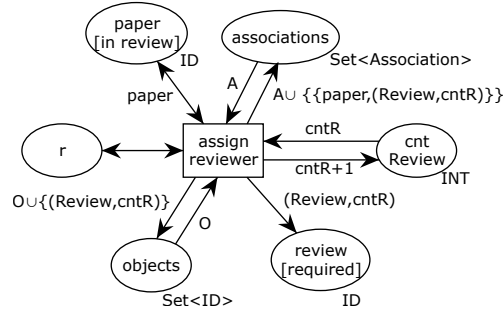 paper
[in review]
ID
associations
Set<Association>
A
A∪ {{paper,(Review,cntR)}}
paper
r
assign
reviewer
cntR
cntR+1
cnt
Review
INT
O∪{(Review,cntR)}
O
(Review,cntR)
objects
Set<ID>
review
[required]
ID